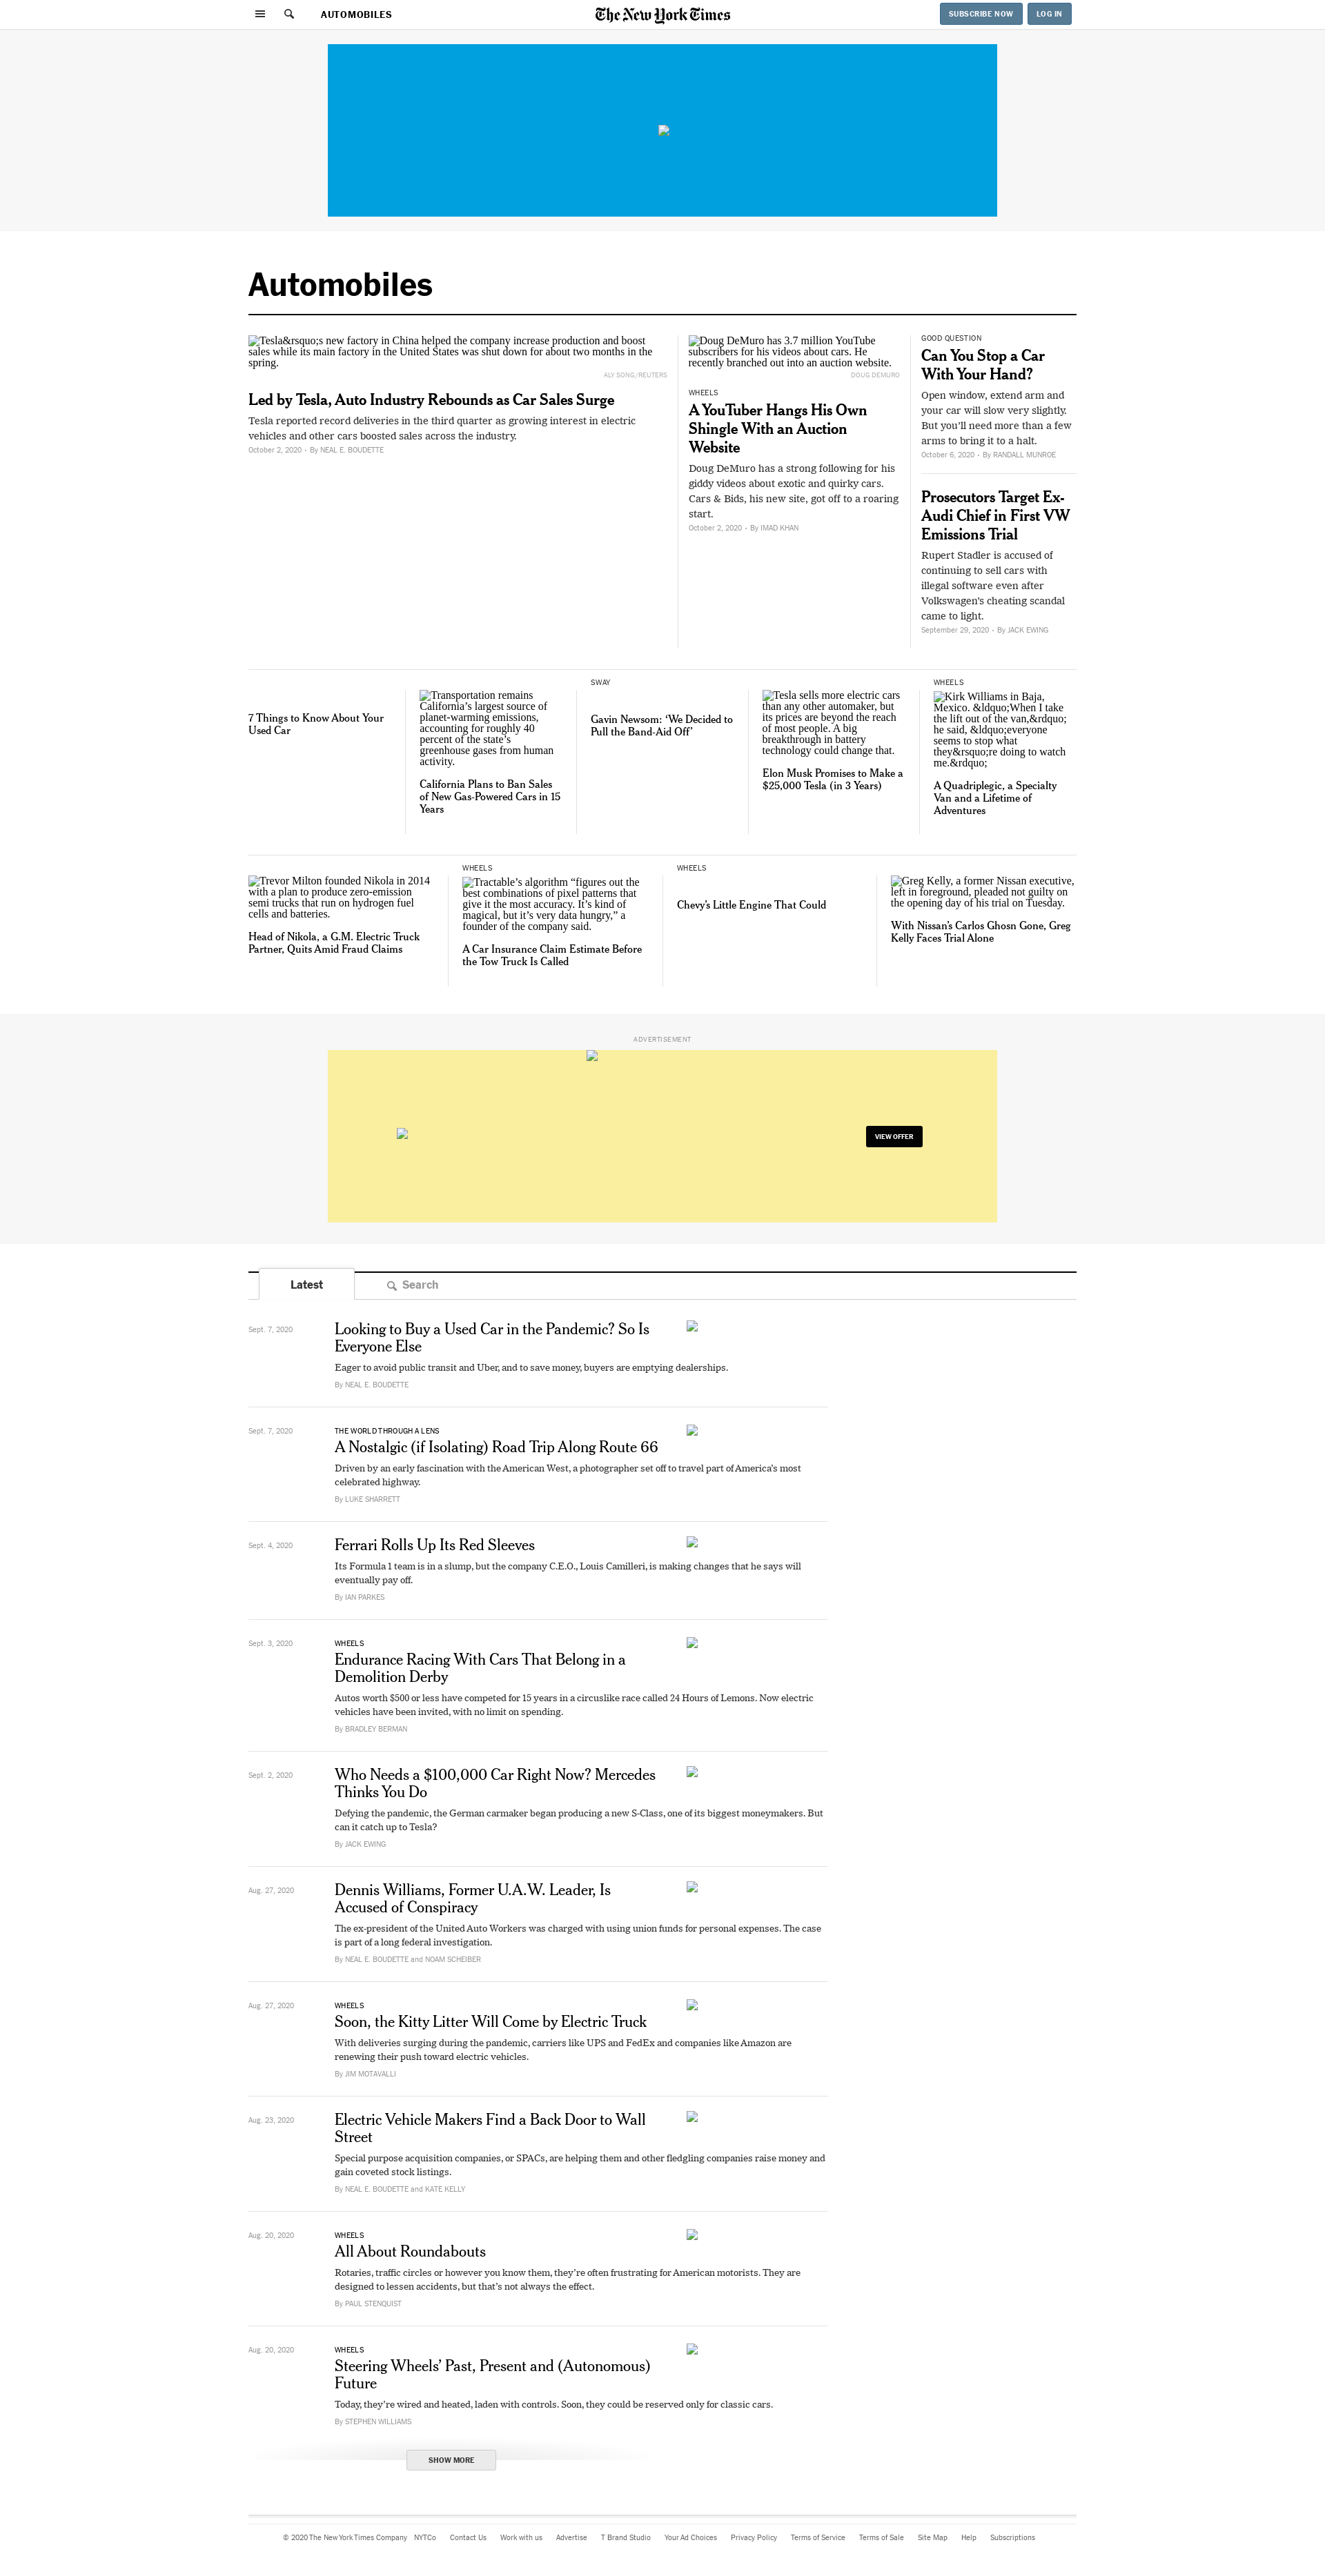 AUTOMOBILES
The New York Times
SUBSCRIBE NOW
LOG IN
Automobiles
Tesla&rsquo;s new factory in China helped the company increase production and boost
sales while its main factory in the United States was shut down for about two months in the
spring.
ALY SONG/REUTERS
Led by Tesla, Auto Industry Rebounds as Car Sales Surge
Tesla reported record deliveries in the third quarter as growing interest in electric
vehicles and other cars boosted sales across the industry.
October 2, 2020 - By NEAL E. BOUDETTE
Doug DeMuro has 3.7 million YouTube
subscribers for his videos about cars. He
recently branched out into an auction website.
DOUG DEMURO
WHEELS
A YouTuber Hangs His Own
Shingle With an Auction
Website
Doug DeMuro has a strong following for his
giddy videos about exotic and quirky cars.
Cars & Bids, his new site, got off to a roaring
start.
October 2, 2020 - By IMAD KHAN
GOOD QUESTION
Can You Stop a Car
With Your Hand?
Open window, extend arm and
your car will slow very slightly.
But you’ll need more than a few
arms to bring it to a halt.
October 6, 2020 - By RANDALL MUNROE
Prosecutors Target Ex-
Audi Chief in First VW
Emissions Trial
Rupert Stadler is accused of
continuing to sell cars with
illegal software even after
Volkswagen’s cheating scandal
came to light.
September 29, 2020 - By JACK EWING
7 Things to Know About Your
Used Car
Transportation remains
California’s largest source of
planet-warming emissions,
accounting for roughly 40
percent of the state’s
greenhouse gases from human
activity.
California Plans to Ban Sales
of New Gas-Powered Cars in 15
Years
SWAY
Gavin Newsom: ‘We Decided to
Pull the Band-Aid Off’
Tesla sells more electric cars
than any other automaker, but
its prices are beyond the reach
of most people. A big
breakthrough in battery
technology could change that.
Elon Musk Promises to Make a
$25,000 Tesla (in 3 Years)
WHEELS
Kirk Williams in Baja,
Mexico. &ldquo;When I take
the lift out of the van,&rdquo;
he said, &ldquo;everyone
seems to stop what
they&rsquo;re doing to watch
me.&rdquo;
A Quadriplegic, a Specialty
Van and a Lifetime of
Adventures
Trevor Milton founded Nikola in 2014
with a plan to produce zero-emission
semi trucks that run on hydrogen fuel
cells and batteries.
Head of Nikola, a G.M. Electric Truck
Partner, Quits Amid Fraud Claims
WHEELS
Tractable’s algorithm “figures out the
best combinations of pixel patterns that
give it the most accuracy. It’s kind of
magical, but it’s very data hungry,” a
founder of the company said.
A Car Insurance Claim Estimate Before
the Tow Truck Is Called
WHEELS
Chevy’s Little Engine That Could
Greg Kelly, a former Nissan executive,
left in foreground, pleaded not guilty on
the opening day of his trial on Tuesday.
With Nissan’s Carlos Ghosn Gone, Greg
Kelly Faces Trial Alone
ADVERTISEMENT
VIEW OFFER
Latest
Search
Sept. 7, 2020
Looking to Buy a Used Car in the Pandemic? So Is
Everyone Else
Eager to avoid public transit and Uber, and to save money, buyers are emptying dealerships.
By NEAL E. BOUDETTE
Sept. 7, 2020
THE WORLD THROUGH A LENS
A Nostalgic (if Isolating) Road Trip Along Route 66
Driven by an early fascination with the American West, a photographer set off to travel part of America’s most
celebrated highway.
By LUKE SHARRETT
Sept. 4, 2020
Ferrari Rolls Up Its Red Sleeves
Its Formula 1 team is in a slump, but the company C.E.O., Louis Camilleri, is making changes that he says will
eventually pay off.
By IAN PARKES
Sept. 3, 2020
WHEELS
Endurance Racing With Cars That Belong in a
Demolition Derby
Autos worth $500 or less have competed for 15 years in a circuslike race called 24 Hours of Lemons. Now electric
vehicles have been invited, with no limit on spending.
By BRADLEY BERMAN
Sept. 2, 2020
Who Needs a $100,000 Car Right Now? Mercedes
Thinks You Do
Defying the pandemic, the German carmaker began producing a new S-Class, one of its biggest moneymakers. But
can it catch up to Tesla?
By JACK EWING
Aug. 27, 2020
Dennis Williams, Former U.A.W. Leader, Is
Accused of Conspiracy
The ex-president of the United Auto Workers was charged with using union funds for personal expenses. The case
is part of a long federal investigation.
By NEAL E. BOUDETTE and NOAM SCHEIBER
Aug. 27, 2020
WHEELS
Soon, the Kitty Litter Will Come by Electric Truck
With deliveries surging during the pandemic, carriers like UPS and FedEx and companies like Amazon are
renewing their push toward electric vehicles.
By JIM MOTAVALLI
Aug. 23, 2020
Electric Vehicle Makers Find a Back Door to Wall
Street
Special purpose acquisition companies, or SPACs, are helping them and other fledgling companies raise money and
gain coveted stock listings.
By NEAL E. BOUDETTE and KATE KELLY
Aug. 20, 2020
WHEELS
All About Roundabouts
Rotaries, traffic circles or however you know them, they’re often frustrating for American motorists. They are
designed to lessen accidents, but that’s not always the effect.
By PAUL STENQUIST
Aug. 20, 2020
WHEELS
Steering Wheels’ Past, Present and (Autonomous)
Future
Today, they’re wired and heated, laden with controls. Soon, they could be reserved only for classic cars.
By STEPHEN WILLIAMS
SHOW MORE
© 2020 The New York Times Company NYTCo Contact Us Work with us Advertise T Brand Studio Your Ad Choices Privacy Policy Terms of Service Terms of Sale Site Map Help Subscriptions